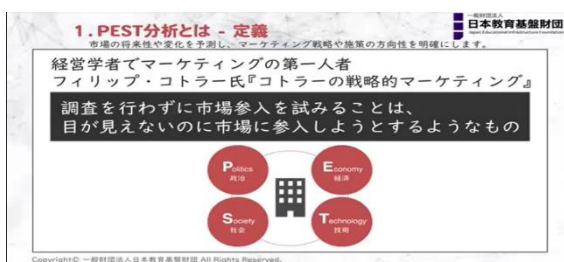 1.PEST分析とは - 定義
一般財団法人
日本教育基盤財団
Japan Educational Infrastructure Foundation
市場の将来性や変化を予測し、マーケティング戦略や施策の方向性を明確にします。
経営学者でマーケティングの第一人者
フィリップ・コトラー氏『コトラーの戦略的マーケティング』
調査を行わずに市場参入を試みることは、
目が見えないのに市場に参入しようとするようなもの
Politics
政治
Economy
経済
Society
社会
Technology
技術
Copyright© 一般財団法人日本教育基盤財団 All Rights Reserved.